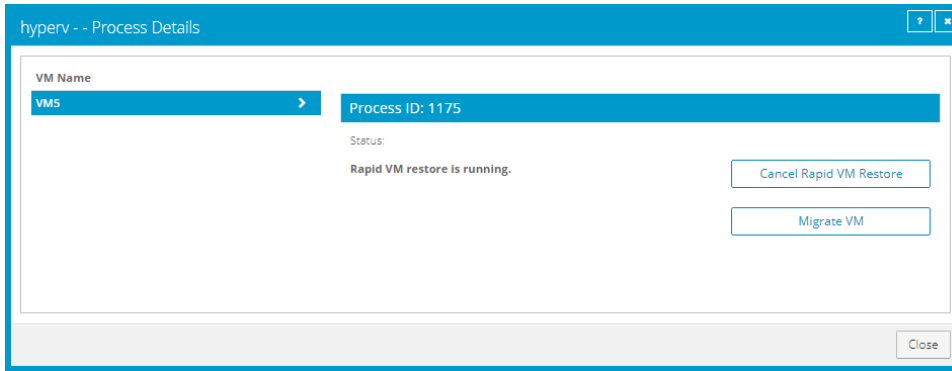 hyperv - - Process Details
?
x
VM Name
VM5
Process ID: 1175
Status:
Rapid VM restore is running.
Cancel Rapid VM Restore
Migrate VM
Close